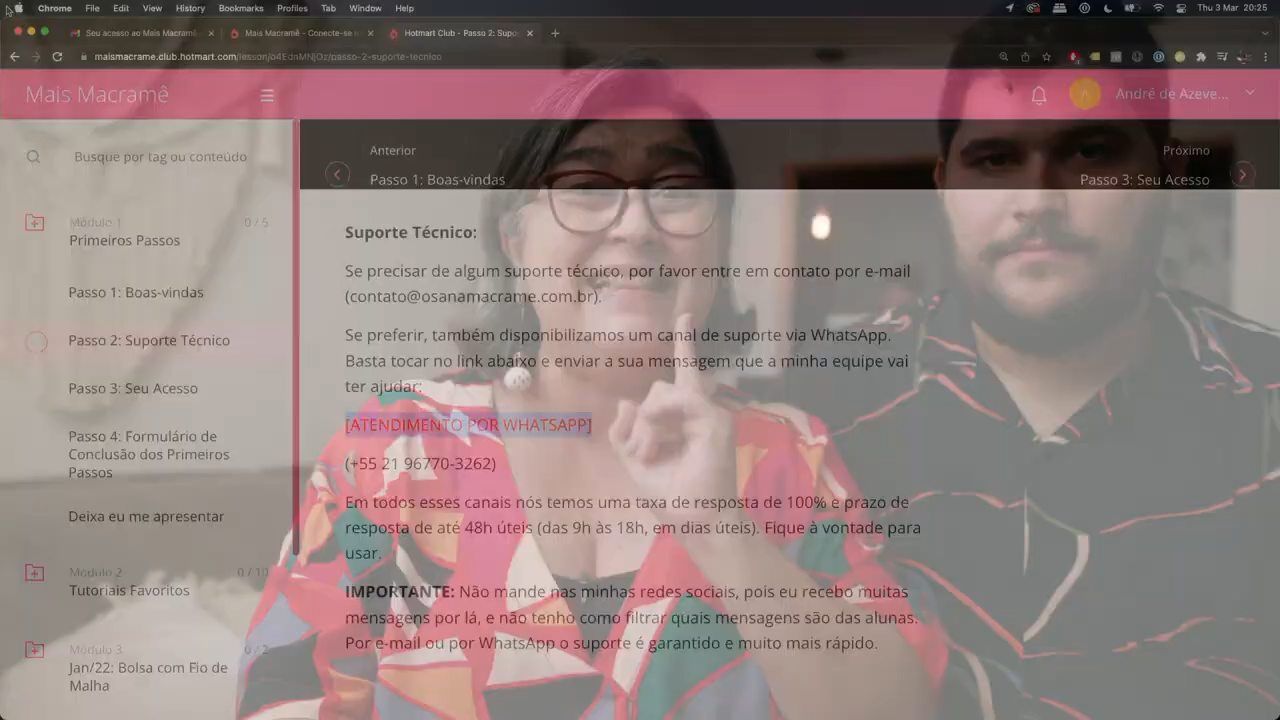 Chrome File Edit View History Bookmarks Profiles Tab Window Help
Thu 3 Mar 20:25
Seu acesso ao Mais Macramê
Mais Macramê - Conecte-se
Hotmart Club - Passo 2: Supo
Mais Macramê
André de Azeve...
Busque por tag ou conteúdo
Módulo 1
0 / 5
Primeiros Passos
Passo 1: Boas-vindas
Passo 2: Suporte Técnico
Passo 3: Seu Acesso
Passo 4: Formulário de
Conclusão dos Primeiros
Passos
Deixa eu me apresentar
Módulo 2
0 / 10
Tutoriais Favoritos
Módulo 3
0 / 2
Jan/22: Bolsa com Fio de
Malha
Anterior
Passo 1: Boas-vindas
Próximo
Passo 3: Seu Acesso
Suporte Técnico:
Se precisar de algum suporte técnico, por favor entre em contato por e-mail
(contato@osanamacrame.com.br).
Se preferir, também disponibilizamos um canal de suporte via WhatsApp.
Basta tocar no link abaixo e enviar a sua mensagem que a minha equipe vai
ter ajudar:
[ATENDIMENTO POR WHATSAPP]
(+55 21 96770-3262)
Em todos esses canais nós temos uma taxa de resposta de 100% e prazo de
resposta de até 48h úteis (das 9h às 18h, em dias úteis). Fique à vontade para
usar.
IMPORTANTE: Não mande nas minhas redes sociais, pois eu recebo muitas
mensagens por lá, e não tenho como filtrar quais mensagens são das alunas.
Por e-mail ou por WhatsApp o suporte é garantido e muito mais rápido.